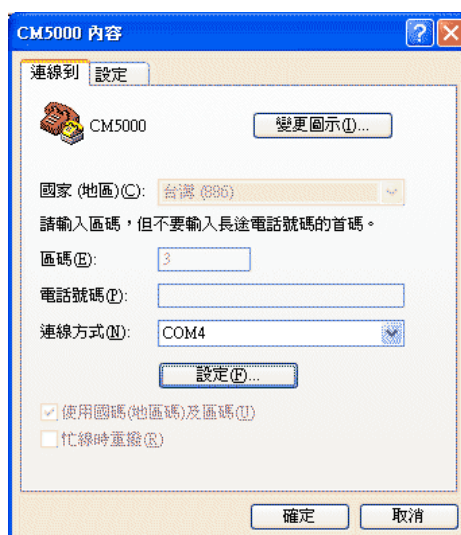 CM5000 內容
連線到 設定
CM5000 變更圖示(I)...
國家 (地區)(C): 台灣 (886)
請輸入區碼，但不要輸入長途電話號碼的首碼。
區碼(E): 3
電話號碼(P):
連線方式(N): COM4
設定(F)...
使用國碼(地區碼)及區碼(U)
忙線時重撥(R)
確定 取消